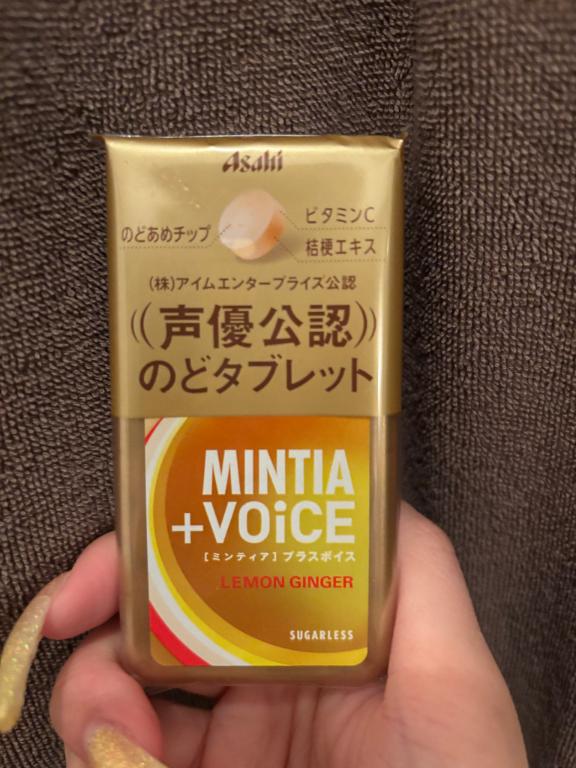 Asahi
ビタミンC
のどあめチップ
桔梗エキス
(株)アイムエンタープライズ公認
((声優公認))
のどタブレット
MINTIA
+VOiCE
[ミンティア]プラスボイス
LEMON GINGER
SUGARLESS